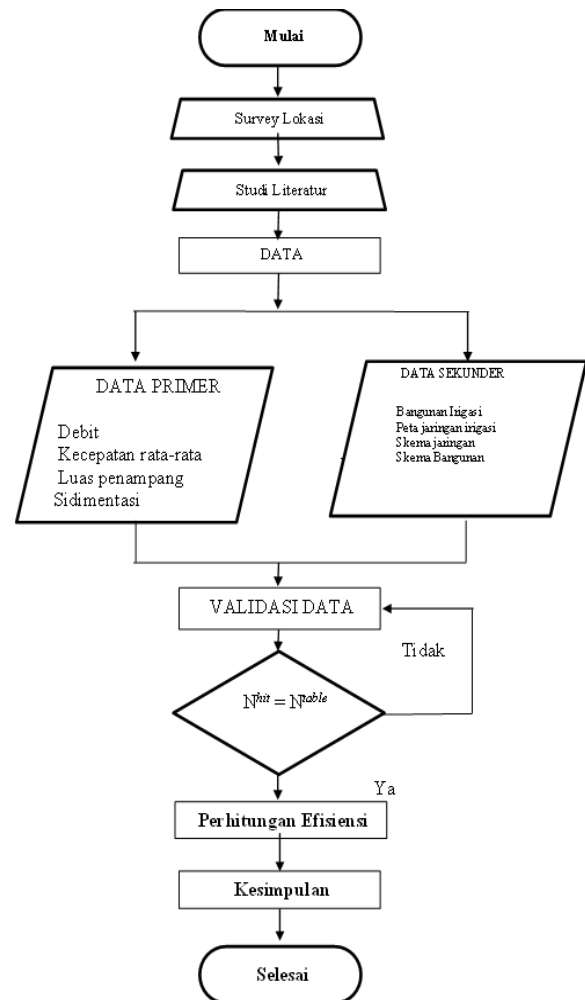 Mulai
Survey Lokasi
Studi Literatur
DATA
DATA PRIMER
Debit
Kecepatan rata-rata
Luas penampang
Sidimentasi
DATA SEKUNDER
Bangunan Irigasi
Peta jaringan irigasi
Skema jaringan
Skema Bangunan
VALIDASI DATA
Tidak
N^hit = N^table
Ya
Perhitungan Efisiensi
Kesimpulan
Selesai